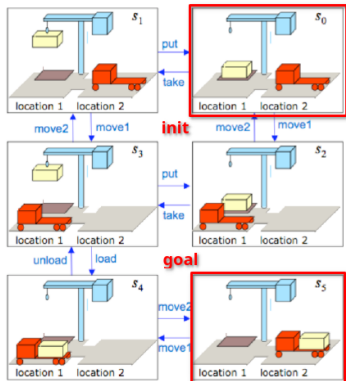 s1
put
take
s0
location 1 location 2
location 1 location 2
move2
move1
init
move2
move1
s3
put
take
s2
location 1 location 2
location 1 location 2
unload
load
goal
s4
move2
move1
s5
location 1 location 2
location 1 location 2